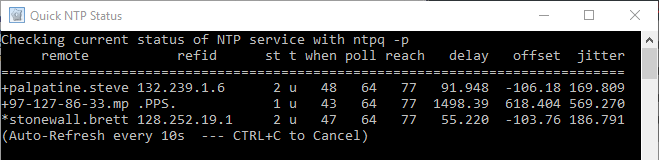 Quick NTP Status
Checking current status of NTP service with ntpq -p
     remote           refid      st t when poll reach   delay   offset  jitter
==============================================================================
+palpatine.steve 132.239.1.6      2 u   48   64   77   91.948  -106.18 169.809
+97-127-86-33.mp .PPS.            1 u   43   64   77  1498.39  618.404 569.270
*stonewall.brett 128.252.19.1     2 u   47   64   77   55.220  -103.76 186.791
(Auto-Refresh every 10s  --- CTRL+C to Cancel)